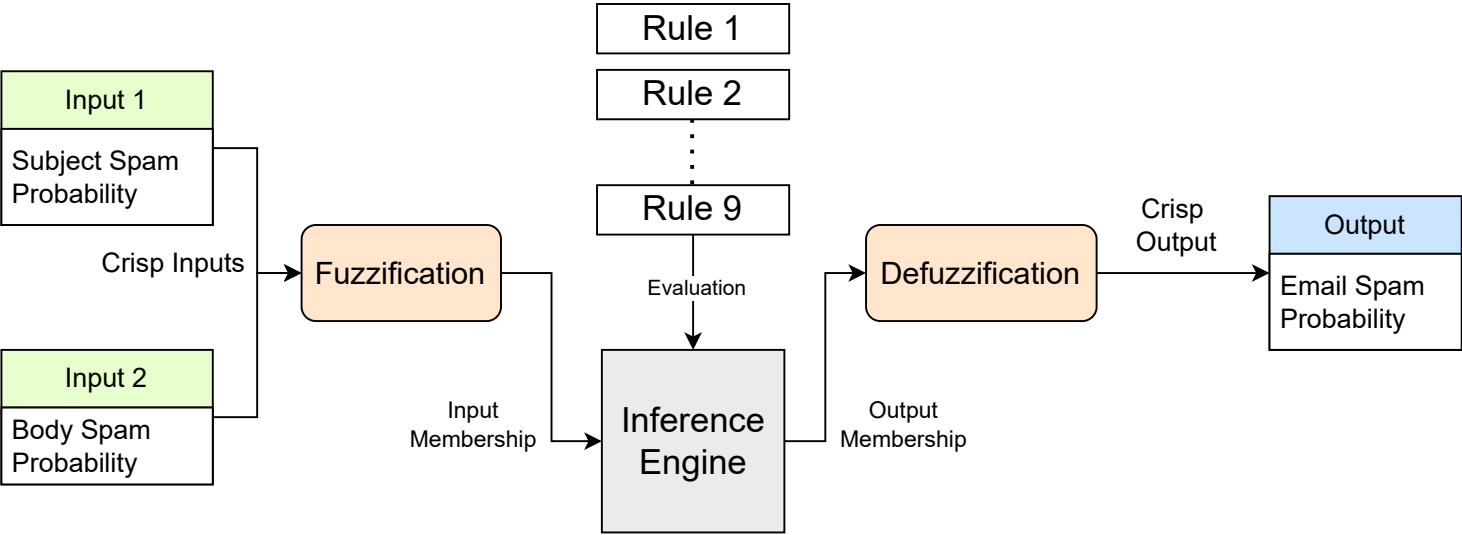 Rule 1
Rule 2
Rule 9
Evaluation
Input 1
Subject Spam
Probability
Crisp Inputs
Input 2
Body Spam
Probability
Fuzzification
Input
Membership
Inference
Engine
Output
Membership
Defuzzification
Crisp
Output
Output
Email Spam
Probability